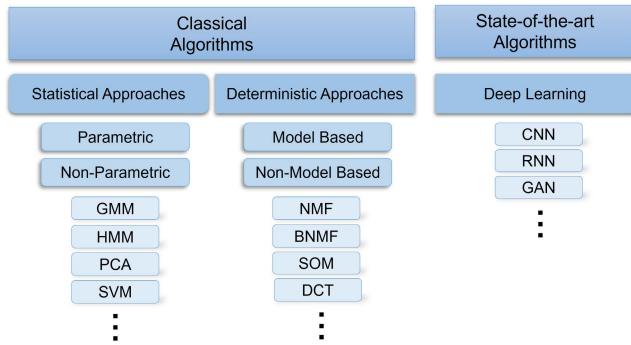 Classical
Algorithms
State-of-the-art
Algorithms
Statistical Approaches
Deterministic Approaches
Deep Learning
Parametric
Non-Parametric
GMM
HMM
PCA
SVM
Model Based
Non-Model Based
NMF
BNMF
SOM
DCT
CNN
RNN
GAN